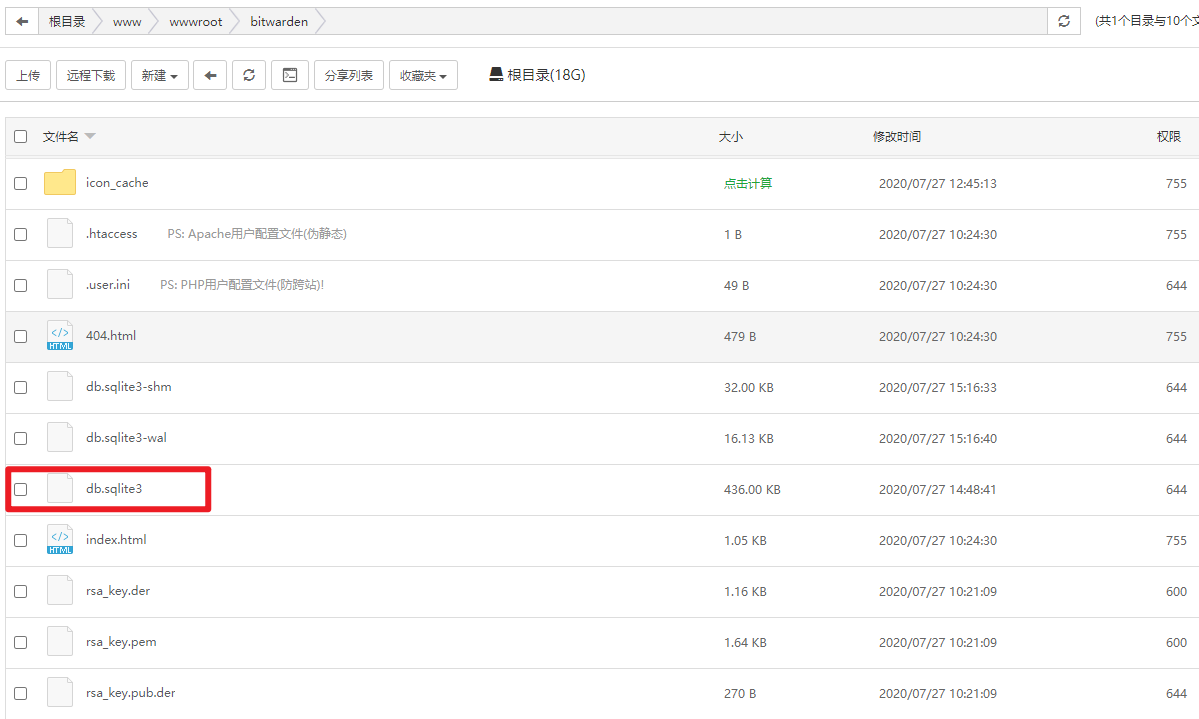 根目录 www wwwroot bitwarden (共1个目录与10个文
上传 远程下载 新建 分享列表 收藏夹 根目录(18G)
文件名 大小 修改时间 权限
icon_cache 点击计算 2020/07/27 12:45:13 755
.htaccess PS: Apache用户配置文件(伪静态) 1 B 2020/07/27 10:24:30 755
.user.ini PS: PHP用户配置文件(防跨站)! 49 B 2020/07/27 10:24:30 644
</> HTML 404.html 479 B 2020/07/27 10:24:30 755
db.sqlite3-shm 32.00 KB 2020/07/27 15:16:33 644
db.sqlite3-wal 16.13 KB 2020/07/27 15:16:40 644
db.sqlite3 436.00 KB 2020/07/27 14:48:41 644
</> HTML index.html 1.05 KB 2020/07/27 10:24:30 755
rsa_key.der 1.16 KB 2020/07/27 10:21:09 600
rsa_key.pem 1.64 KB 2020/07/27 10:21:09 600
rsa_key.pub.der 270 B 2020/07/27 10:21:09 644